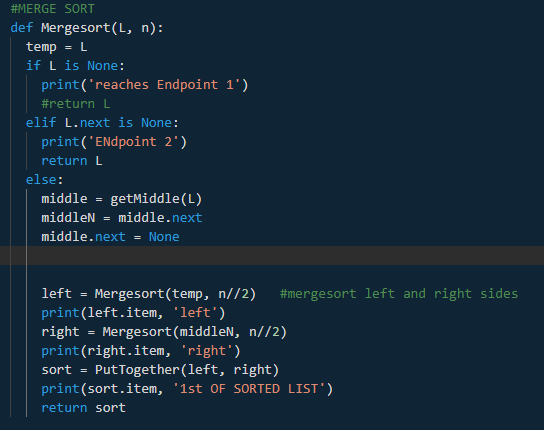 #MERGE SORT
def Mergesort(L, n):
  temp = L
  if L is None:
    print('reaches Endpoint 1')
    #return L
  elif L.next is None:
    print('ENdpoint 2')
    return L
  else:
    middle = getMiddle(L)
    middleN = middle.next
    middle.next = None
    left = Mergesort(temp, n//2)   #mergesort left and right sides
    print(left.item, 'left')
    right = Mergesort(middleN, n//2)
    print(right.item, 'right')
    sort = PutTogether(left, right)
    print(sort.item, '1st OF SORTED LIST')
    return sort